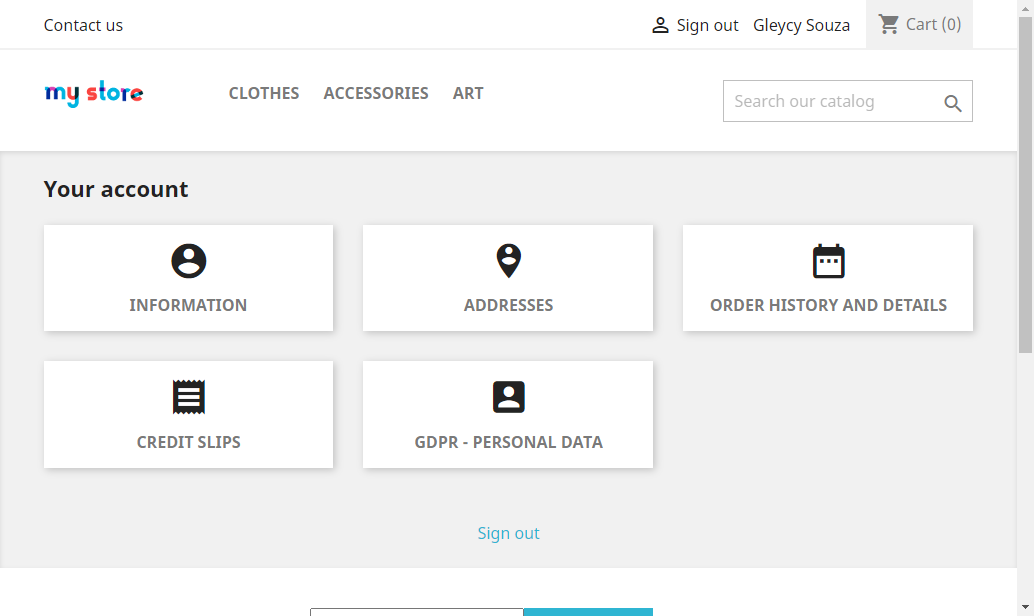 Contact us
Sign out
Gleycy Souza
Cart (0)
my store
CLOTHES
ACCESSORIES
ART
Search our catalog
Your account
INFORMATION
ADDRESSES
ORDER HISTORY AND DETAILS
CREDIT SLIPS
GDPR - PERSONAL DATA
Sign out